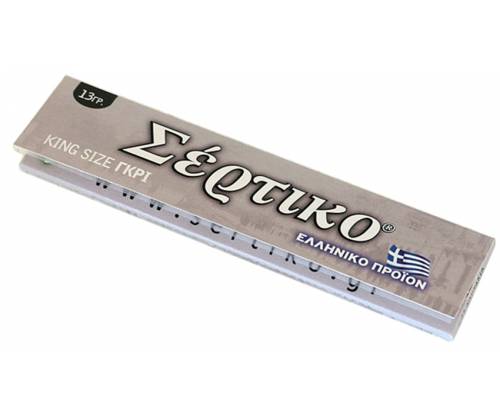 13ΓΡ.
KING SIZE ΓΚΡΙ
Σέρτικο®
ΕΛΛΗΝΙΚΟ ΠΡΟΪΟΝ
www.sertiko.gr